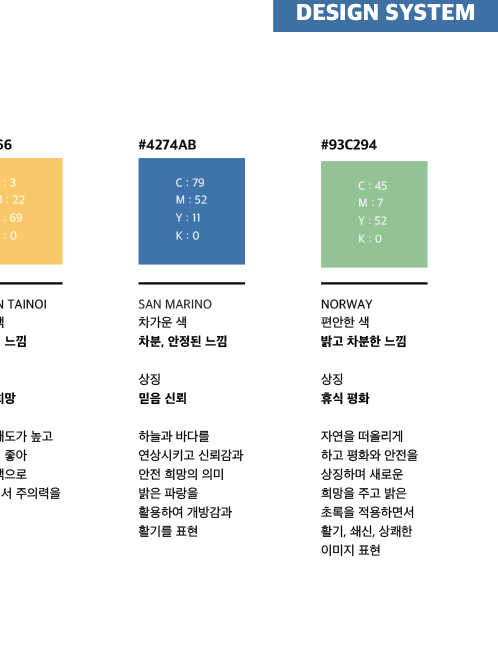 DESIGN SYSTEM
66
: 3
: 22
: 69
: 0
TAINOI
느낌
도가 높고
좋아
색으로
서 주의력을
#4274AB
C : 79
M : 52
Y : 11
K : 0
SAN MARINO
차가운 색
차분, 안정된 느낌
상징
믿음 신뢰
하늘과 바다를
연상시키고 신뢰감과
안전 희망의 의미
밝은 파랑을
활용하여 개방감과
활기를 표현
#93C294
C : 45
M : 7
Y : 52
K : 0
NORWAY
편안한 색
밝고 차분한 느낌
상징
휴식 평화
자연을 떠올리게
하고 평화와 안전을
상징하며 새로운
희망을 주고 밝은
초록을 적용하면서
활기, 쇄신, 상쾌한
이미지 표현